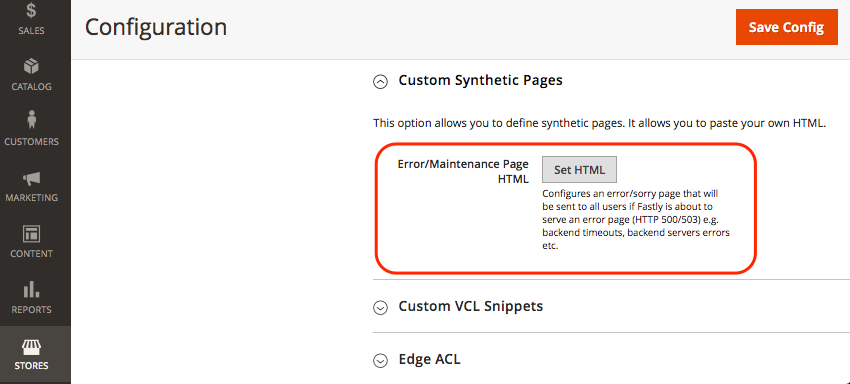 SALES
CATALOG
CUSTOMERS
MARKETING
CONTENT
REPORTS
STORES
Configuration
Save Config
Custom Synthetic Pages
This option allows you to define synthetic pages. It allows you to paste your own HTML.
Error/Maintenance Page
HTML
Set HTML
Configures an error/sorry page that will
be sent to all users if Fastly is about to
serve an error page (HTTP 500/503) e.g.
backend timeouts, backend servers errors
etc.
Custom VCL Snippets
Edge ACL